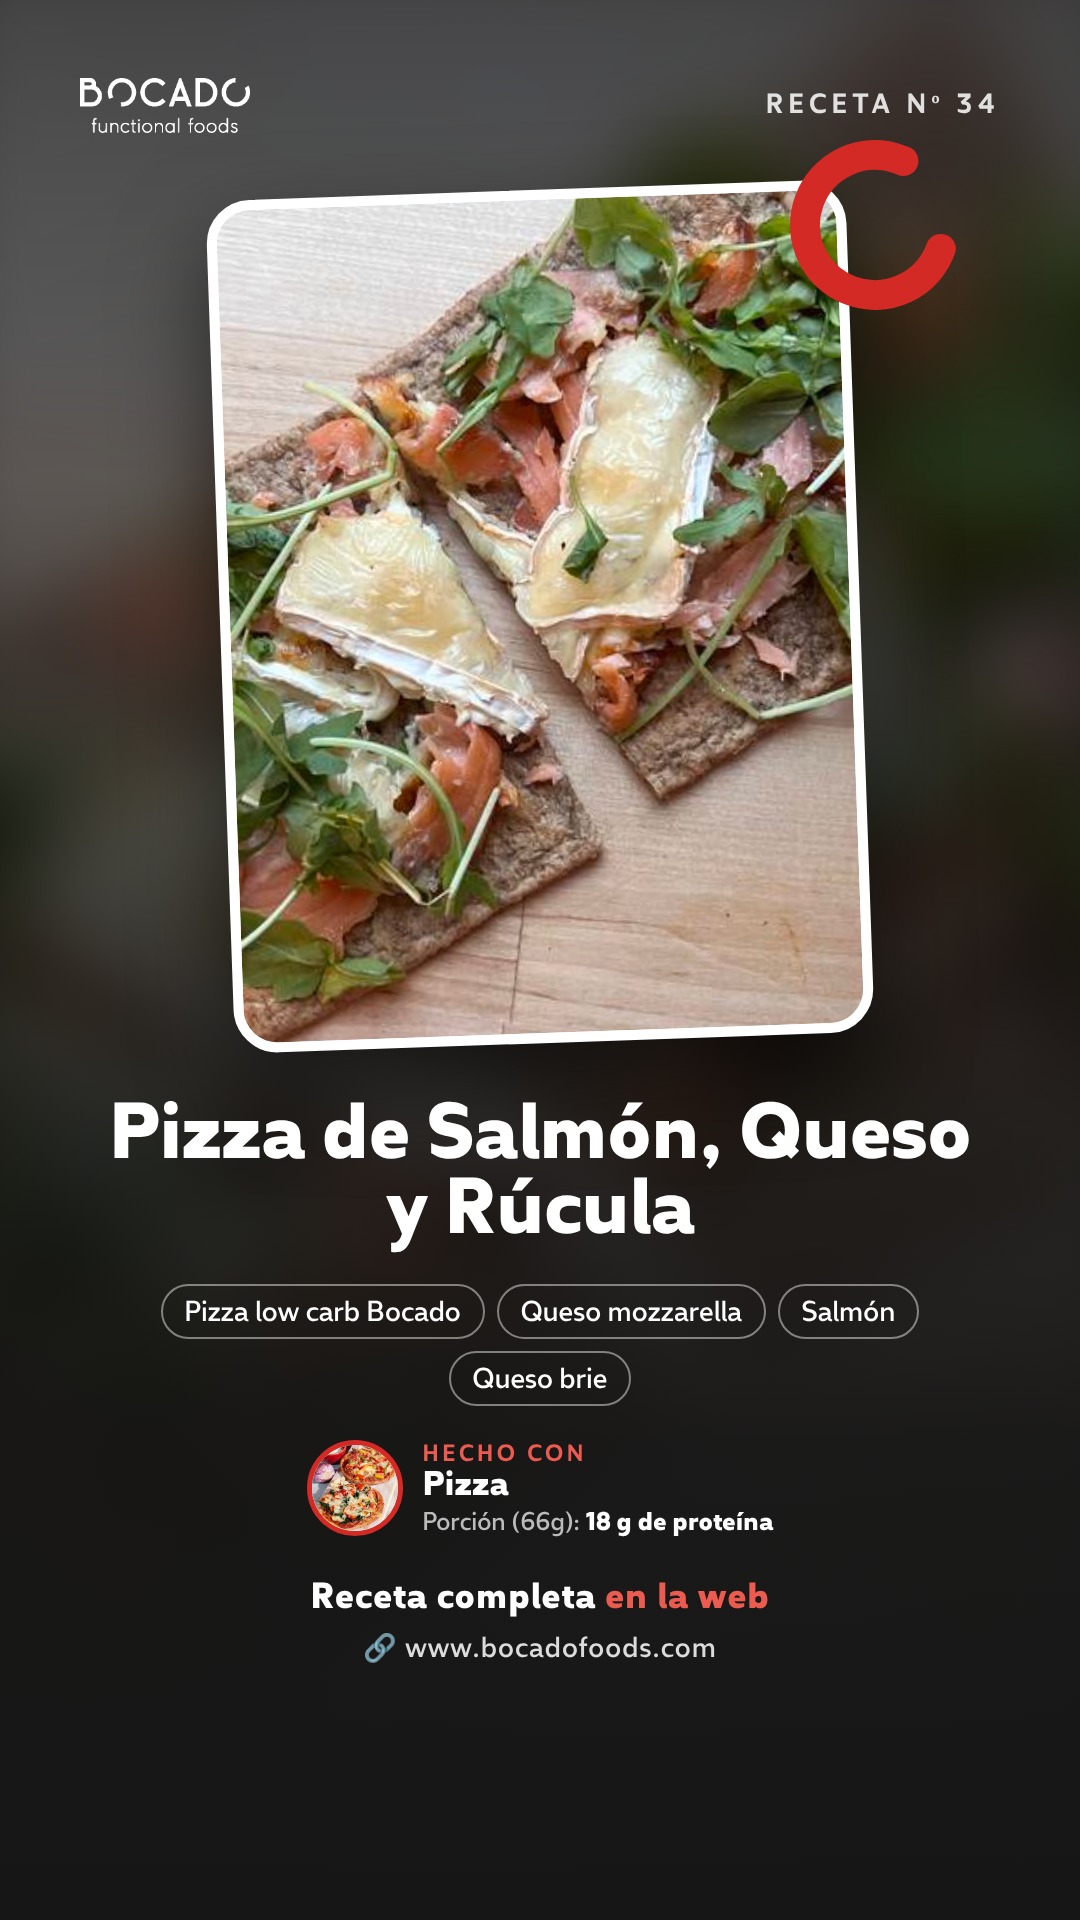 BOCADO
functional foods
RECETA Nº 34
Pizza de Salmón, Queso
y Rúcula
Pizza low carb Bocado
Queso mozzarella
Salmón
Queso brie
HECHO CON
Pizza
Porción (66g): 18 g de proteína
Receta completa en la web
🔗 www.bocadofoods.com